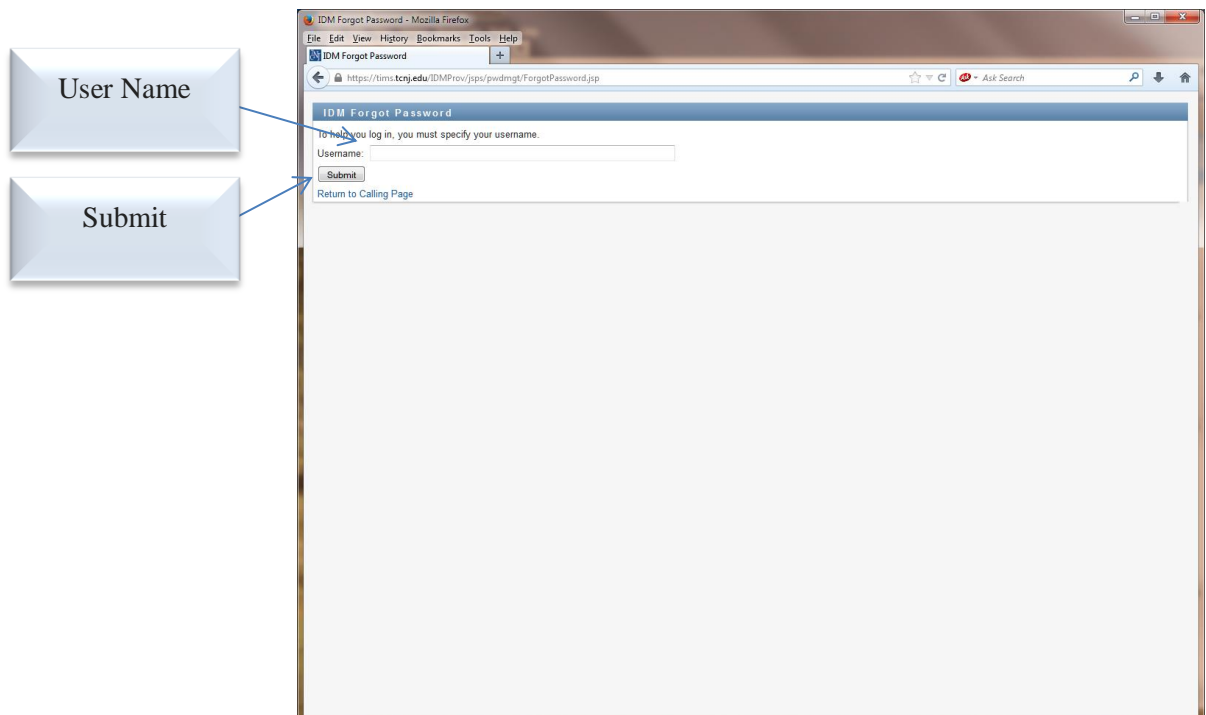 User Name
Submit
IDM Forgot Password - Mozilla Firefox
File Edit View History Bookmarks Tools Help
IDM Forgot Password +
https://tims.tcnj.edu/IDMProv/jsps/pwdmgt/ForgotPassword.jsp Ask Search
IDM Forgot Password
To help you log in, you must specify your username.
Username:
Submit
Return to Calling Page